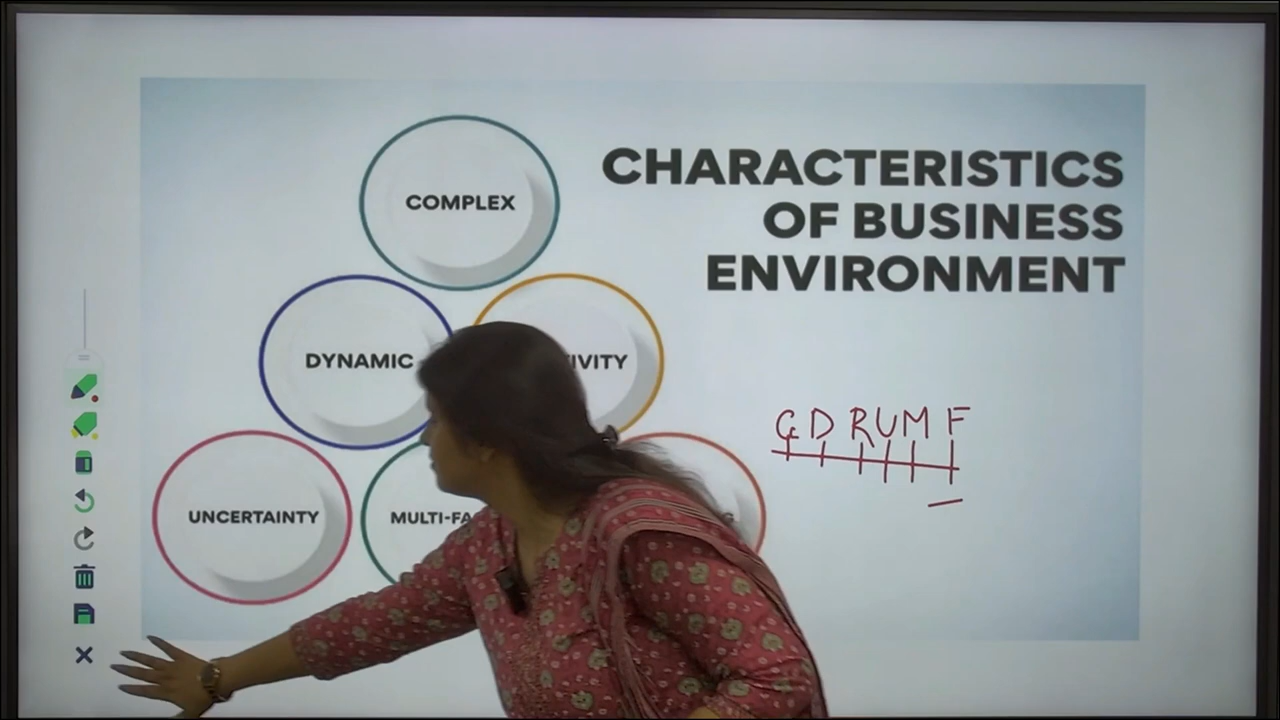 COMPLEX
CHARACTERISTICS
OF BUSINESS
ENVIRONMENT
DYNAMIC
C D R U M F
UNCERTAINTY